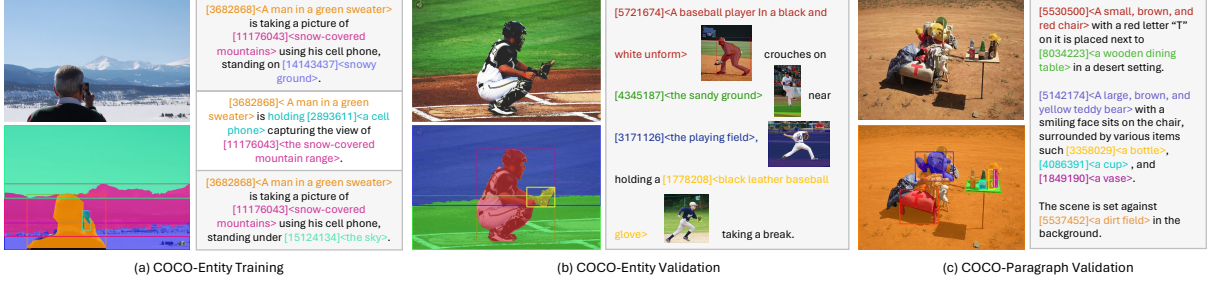 [3682868]<A man in a green sweater>
is taking a picture of
[11176043]<snow-covered
mountains> using his cell phone,
standing on [14143437]<snowy
ground>.
[3682868]< A man in a green
sweater> is holding [2893611]<a cell
phone> capturing the view of
[11176043]<the snow-covered
mountain range>.
[3682868]<A man in a green sweater>
is taking a picture of
[11176043]<snow-covered
mountains> using his cell phone,
standing under [15124134]<the sky>.
(a) COCO-Entity Training
[5721674]<A baseball player In a black and
white unform> crouches on
[4345187]<the sandy ground> near
[3171126]<the playing field>,
holding a [1778208]<black leather baseball
glove> taking a break.
(b) COCO-Entity Validation
[5530500]<A small, brown, and
red chair> with a red letter “T”
on it is placed next to
[8034223]<a wooden dining
table> in a desert setting.
[5142174]<A large, brown, and
yellow teddy bear> with a
smiling face sits on the chair,
surrounded by various items
such [3358029]<a bottle>,
[4086391]<a cup> , and
[1849190]<a vase>.
The scene is set against
[5537452]<a dirt field> in the
background.
(c) COCO-Paragraph Validation